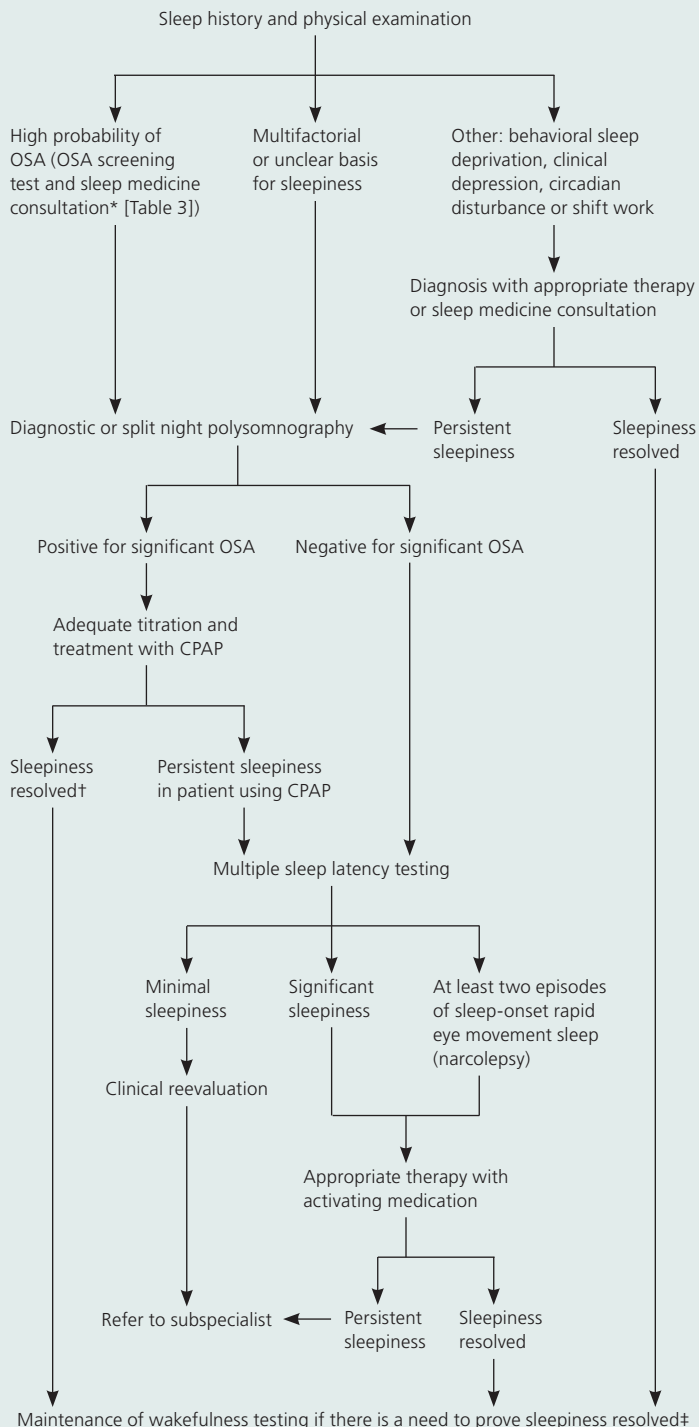 Sleep history and physical examination
High probability of
OSA (OSA screening
test and sleep medicine
consultation* [Table 3])
Multifactorial
or unclear basis
for sleepiness
Other: behavioral sleep
deprivation, clinical
depression, circadian
disturbance or shift work
Diagnosis with appropriate therapy
or sleep medicine consultation
Diagnostic or split night polysomnography
Persistent
sleepiness
Sleepiness
resolved
Positive for significant OSA
Negative for significant OSA
Adequate titration and
treatment with CPAP
Sleepiness
resolved†
Persistent sleepiness
in patient using CPAP
Multiple sleep latency testing
Minimal
sleepiness
Significant
sleepiness
At least two episodes
of sleep-onset rapid
eye movement sleep
(narcolepsy)
Clinical reevaluation
Appropriate therapy with
activating medication
Refer to subspecialist
Persistent
sleepiness
Sleepiness
resolved
Maintenance of wakefulness testing if there is a need to prove sleepiness resolved‡